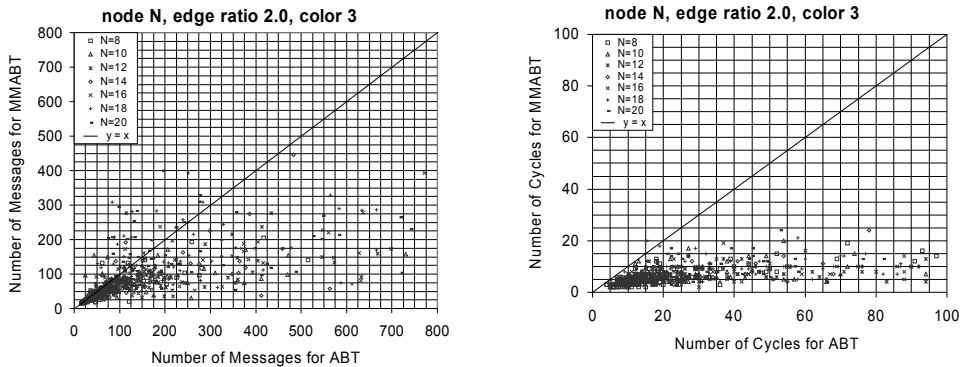 node N, edge ratio 2.0, color 3
Number of Messages for MMABT
800
700
600
500
400
300
200
100
0
N=8
N=10
N=12
N=14
N=16
N=18
N=20
y = x
0 100 200 300 400 500 600 700 800
Number of Messages for ABT
node N, edge ratio 2.0, color 3
Number of Cycles for MMABT
100
80
60
40
20
0
N=8
N=10
N=12
N=14
N=16
N=18
N=20
y = x
0 20 40 60 80 100
Number of Cycles for ABT